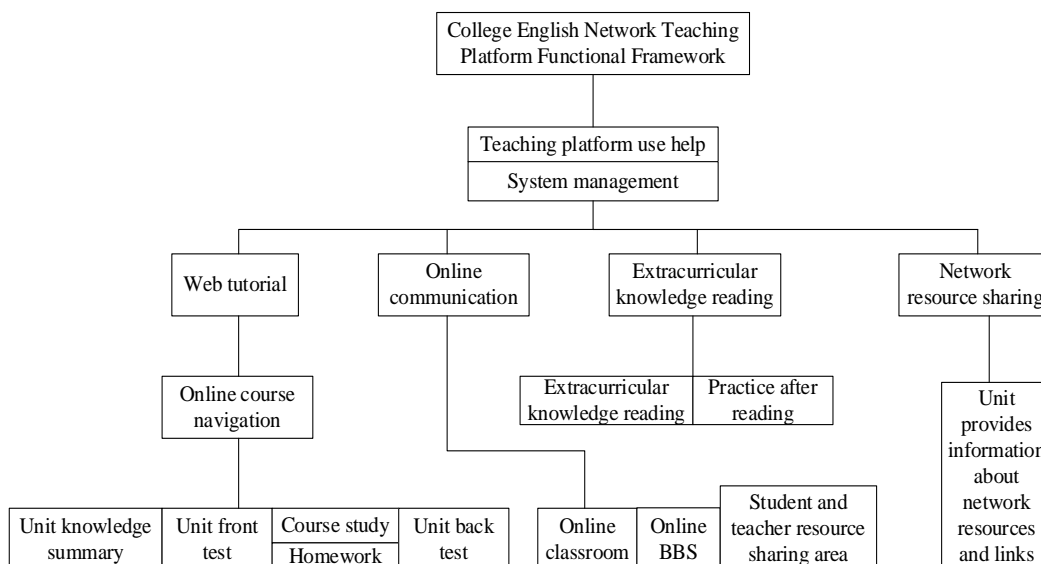 College English Network Teaching
Platform Functional Framework
Teaching platform use help
System management
Web tutorial
Online
communication
Extracurricular
knowledge reading
Network
resource sharing
Online course
navigation
Extracurricular
knowledge reading
Practice after
reading
Unit
provides
information
about
network
resources
and links
Unit knowledge
summary
Unit front
test
Course study
Homework
Unit back
test
Online
classroom
Online
BBS
Student and
teacher resource
sharing area